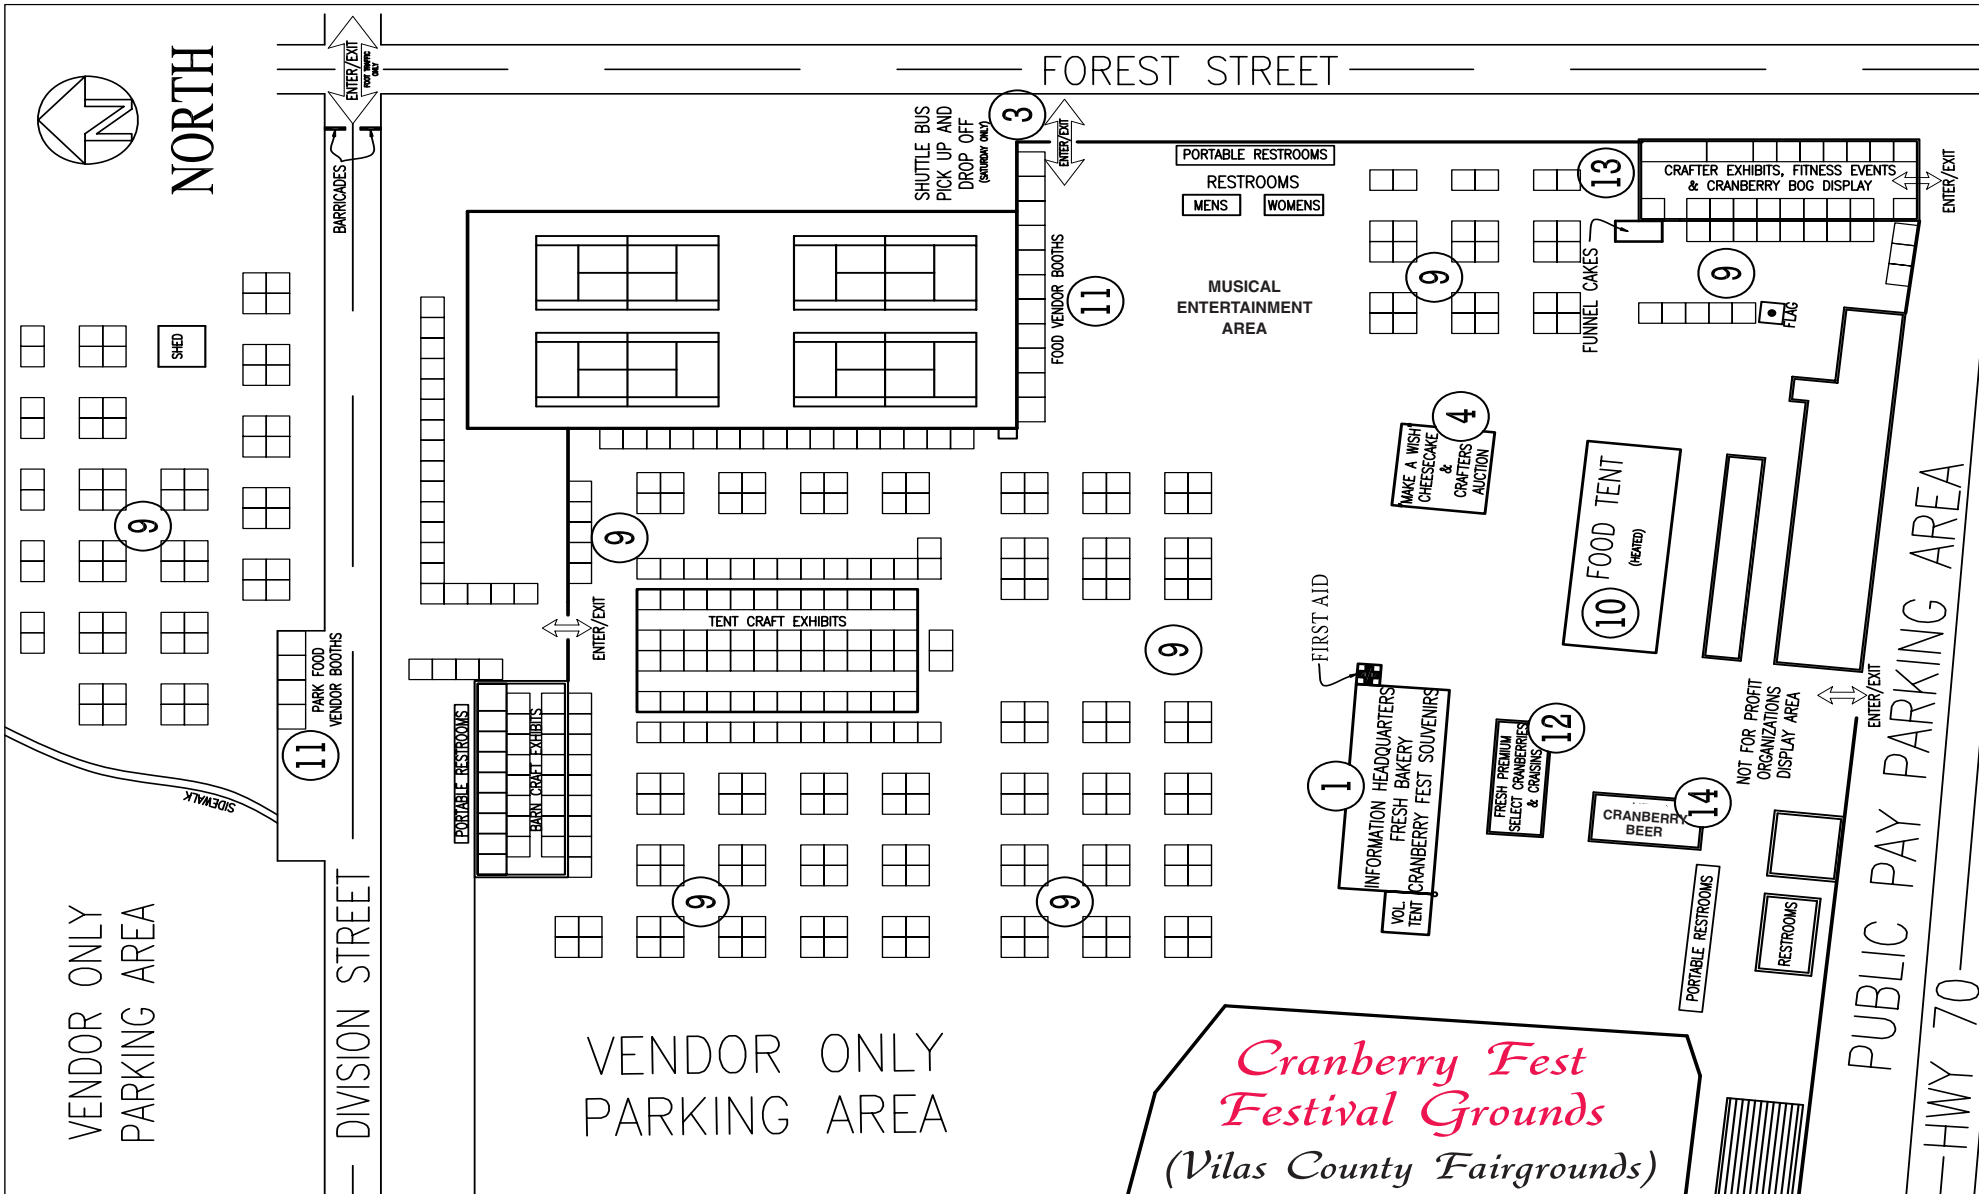 NORTH
N
ENTER/EXIT
FOOT TRAFFIC
ONLY
BARRICADES
FOREST STREET
SHUTTLE BUS
PICK UP AND
DROP OFF
(SATURDAY ONLY)
3
ENTER/EXIT
PORTABLE RESTROOMS
RESTROOMS
MENS
WOMENS
13
CRAFTER EXHIBITS, FITNESS EVENTS
& CRANBERRY BOG DISPLAY
ENTER/EXIT
FUNNEL CAKES
9
9
FLAG
FOOD VENDOR BOOTHS
11
MUSICAL
ENTERTAINMENT
AREA
SHED
9
9
4
"MAKE A WISH"
CHEESECAKE
&
CRAFTERS
AUCTION
10
FOOD TENT
(HEATED)
ENTER/EXIT
TENT CRAFT EXHIBITS
9
FIRST AID
PARK FOOD
VENDOR BOOTHS
11
SIDEWALK
PORTABLE RESTROOMS
BARN CRAFT EXHIBITS
1
INFORMATION HEADQUARTERS
FRESH BAKERY
CRANBERRY FEST SOUVENIRS
VOL.
TENT
12
FRESH PREMIUM
SELECT CRANBERRIES
& CRAISINS
14
CRANBERRY
BEER
NOT FOR PROFIT
ORGANIZATIONS
DISPLAY AREA
ENTER/EXIT
9
9
PORTABLE RESTROOMS
RESTROOMS
PUBLIC PAY PARKING AREA
HWY 70
VENDOR ONLY
PARKING AREA
DIVISION STREET
VENDOR ONLY
PARKING AREA
Cranberry Fest
Festival Grounds
(Vilas County Fairgrounds)